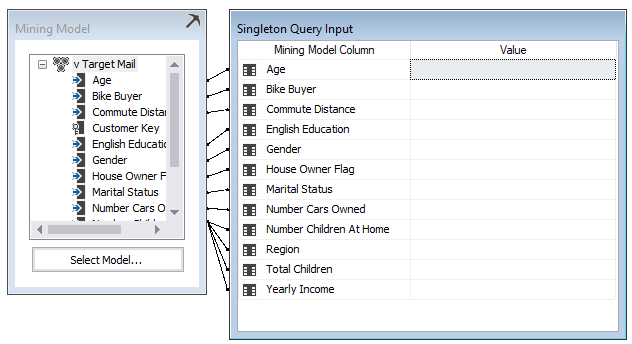 Mining Model
v Target Mail
Age
Bike Buyer
Commute Distan
Customer Key
English Educatio
Gender
House Owner Fl
Marital Status
Number Cars O
Select Model...
Singleton Query Input
Mining Model Column Value
Age
Bike Buyer
Commute Distance
English Education
Gender
House Owner Flag
Marital Status
Number Cars Owned
Number Children At Home
Region
Total Children
Yearly Income